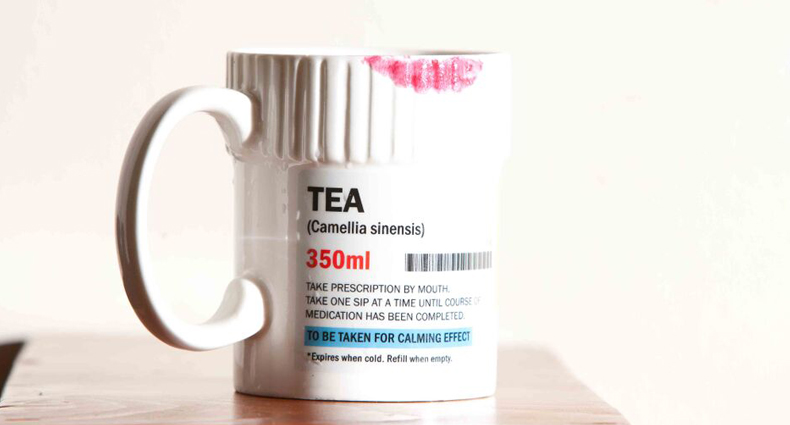 TEA
(Camellia sinensis)
350ml
TAKE PRESCRIPTION BY MOUTH.
TAKE ONE SIP AT A TIME UNTIL COURSE OF
MEDICATION HAS BEEN COMPLETED.
TO BE TAKEN FOR CALMING EFFECT
*Expires when cold. Refill when empty.